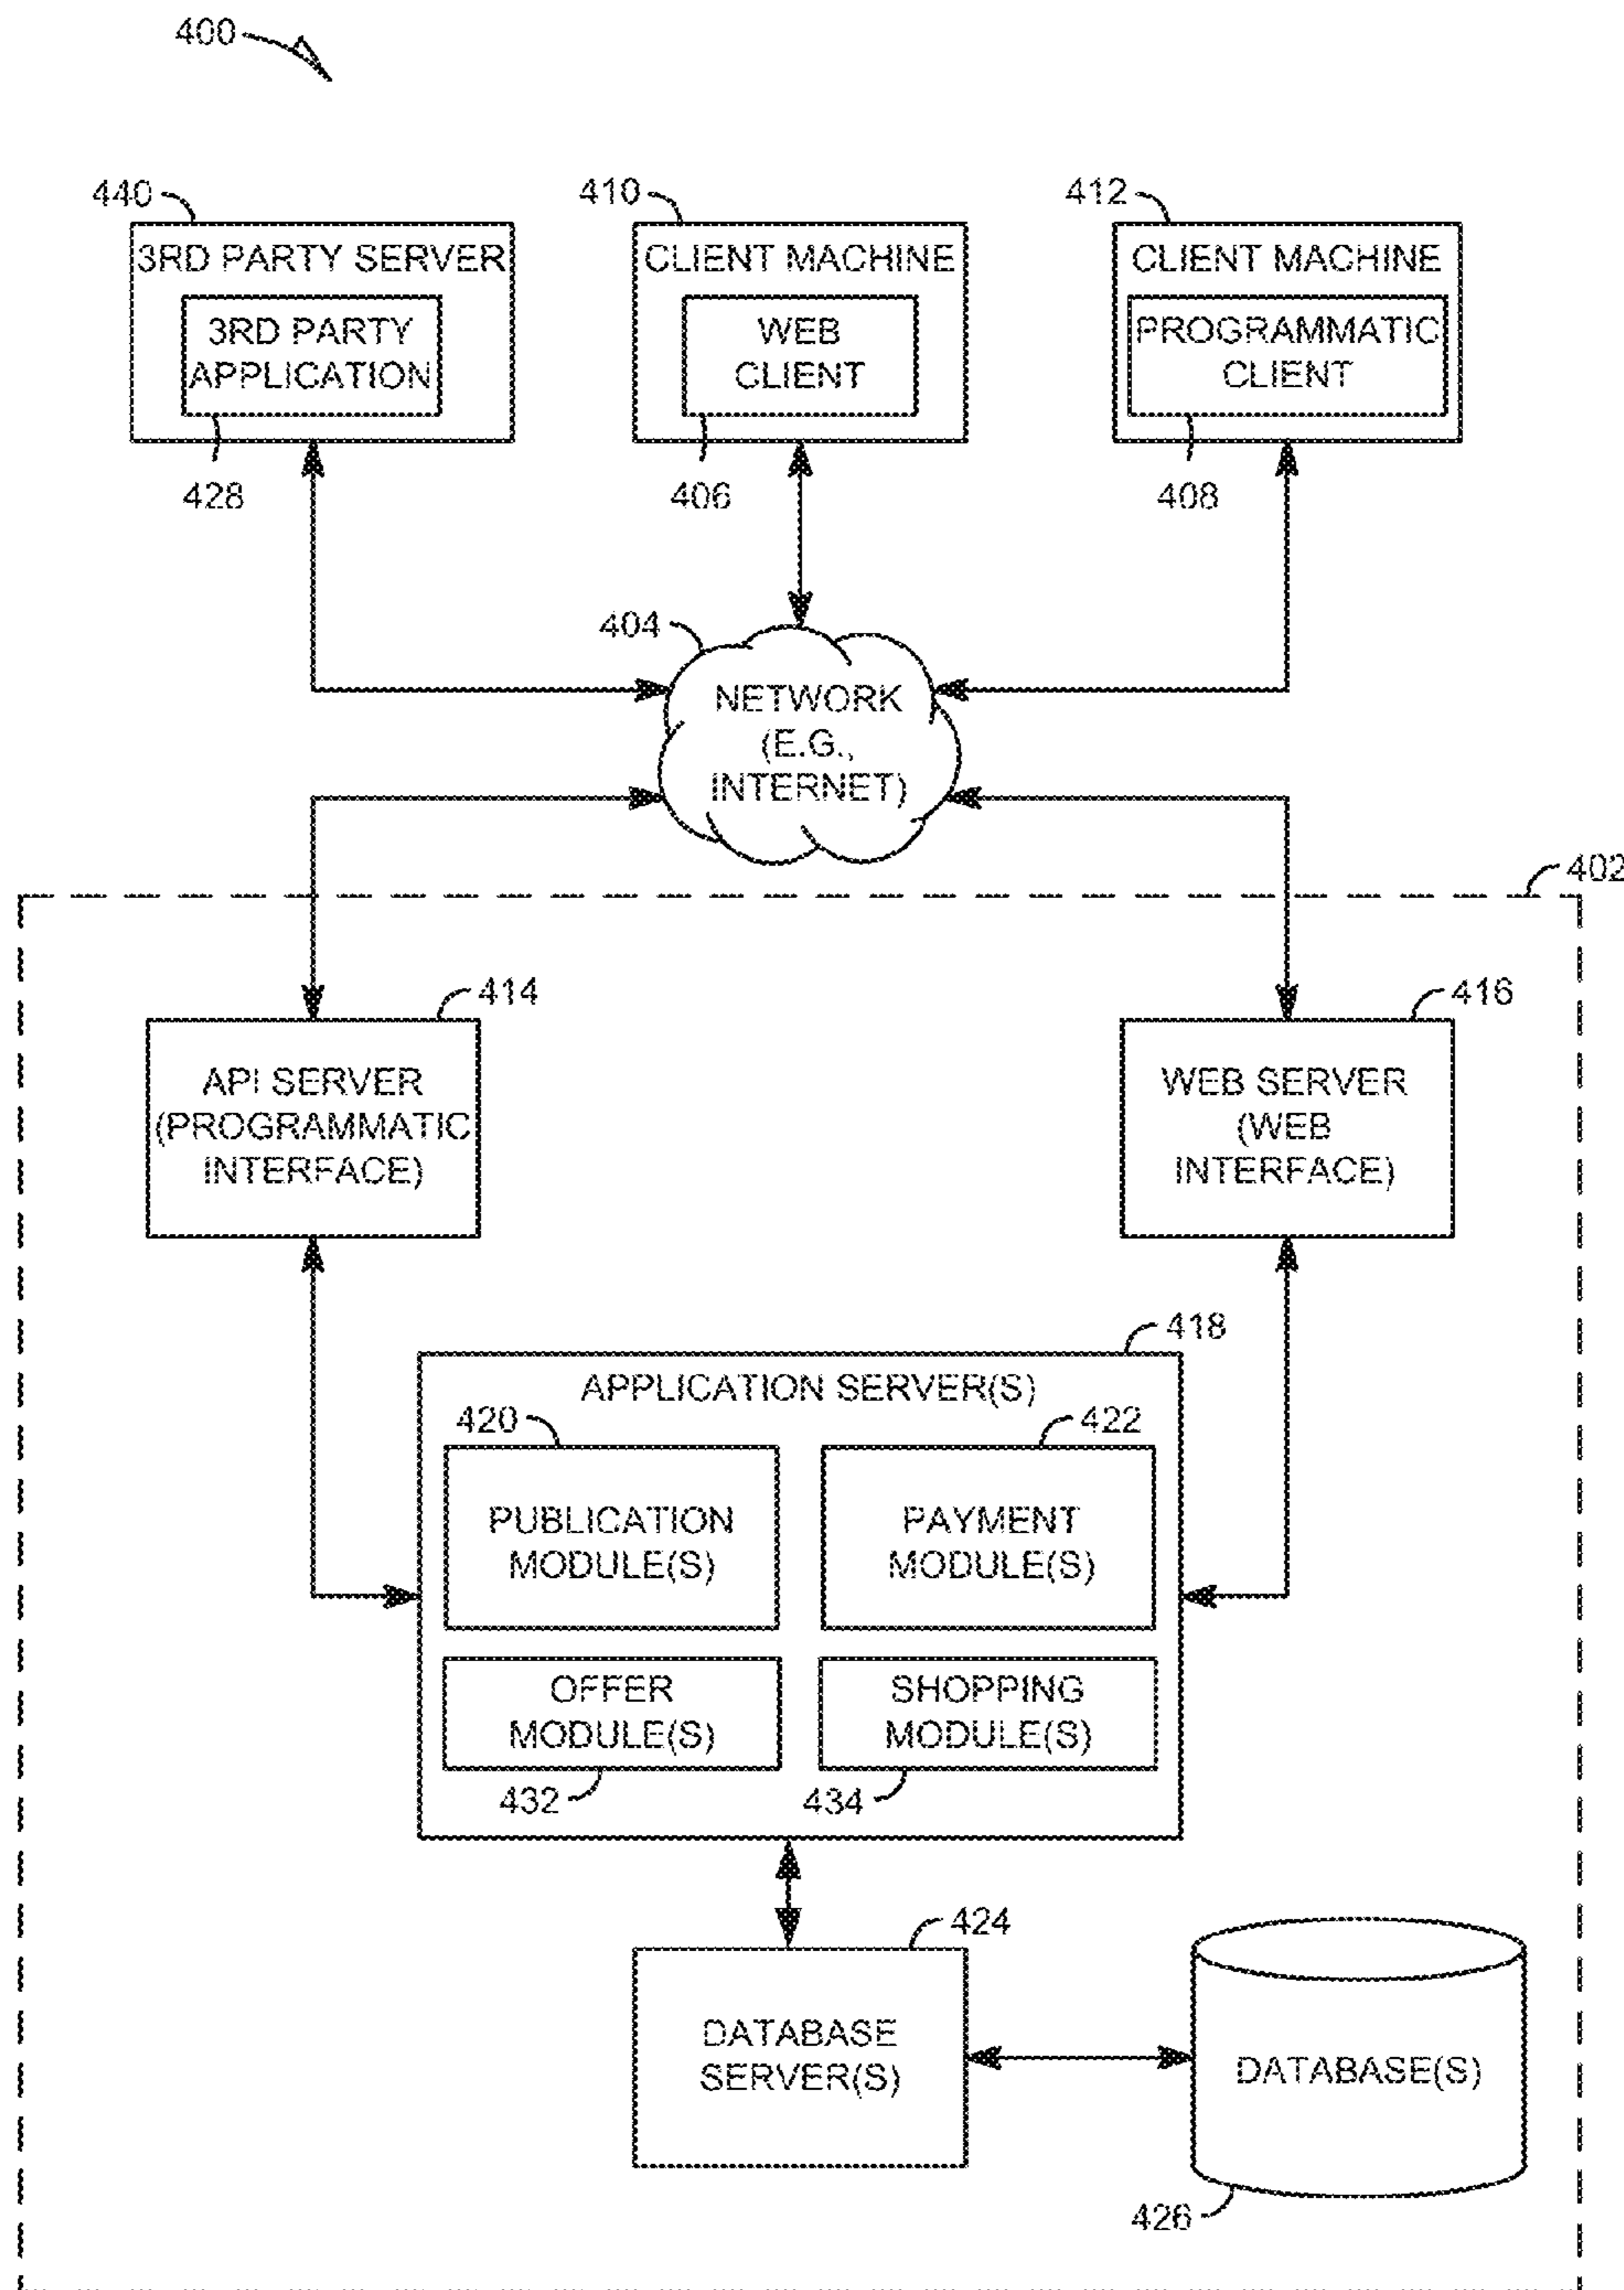 400
440
410
412
3RD PARTY SERVER
CLIENT MACHINE
CLIENT MACHINE
3RD PARTY
APPLICATION
WEB
CLIENT
PROGRAMMATIC
CLIENT
428
406
408
404
NETWORK
(E.G.,
INTERNET)
402
414
416
API SERVER
(PROGRAMMATIC
INTERFACE)
WEB SERVER
(WEB
INTERFACE)
418
APPLICATION SERVER(S)
420
422
PUBLICATION
MODULE(S)
PAYMENT
MODULE(S)
OFFER
MODULE(S)
SHOPPING
MODULE(S)
432
434
424
DATABASE
SERVER(S)
DATABASE(S)
426